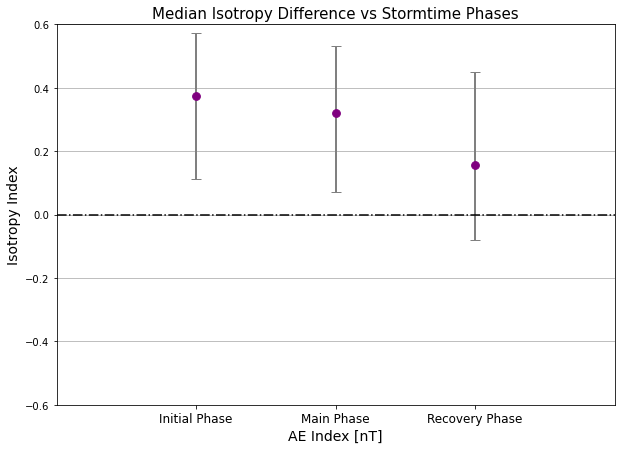 Median Isotropy Difference vs Stormtime Phases
0.6
0.4
0.2
0.0
−0.2
−0.4
−0.6
Isotropy Index
Initial Phase Main Phase Recovery Phase
AE Index [nT]